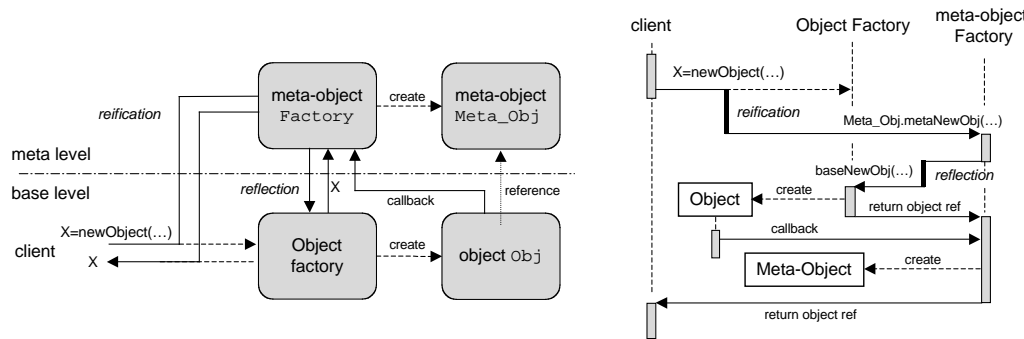 meta-object
Factory
create
meta-object
Meta_Obj
reification
meta level
base level
reflection
X
callback
reference
client
X=newObject(…)
X
Object
factory
create
object Obj
client
Object Factory
meta-object
Factory
X=newObject(…)
reification
Meta_Obj.metaNewObj(…)
baseNewObj(…)
reflection
Object
create
return object ref
callback
Meta-Object
create
return object ref